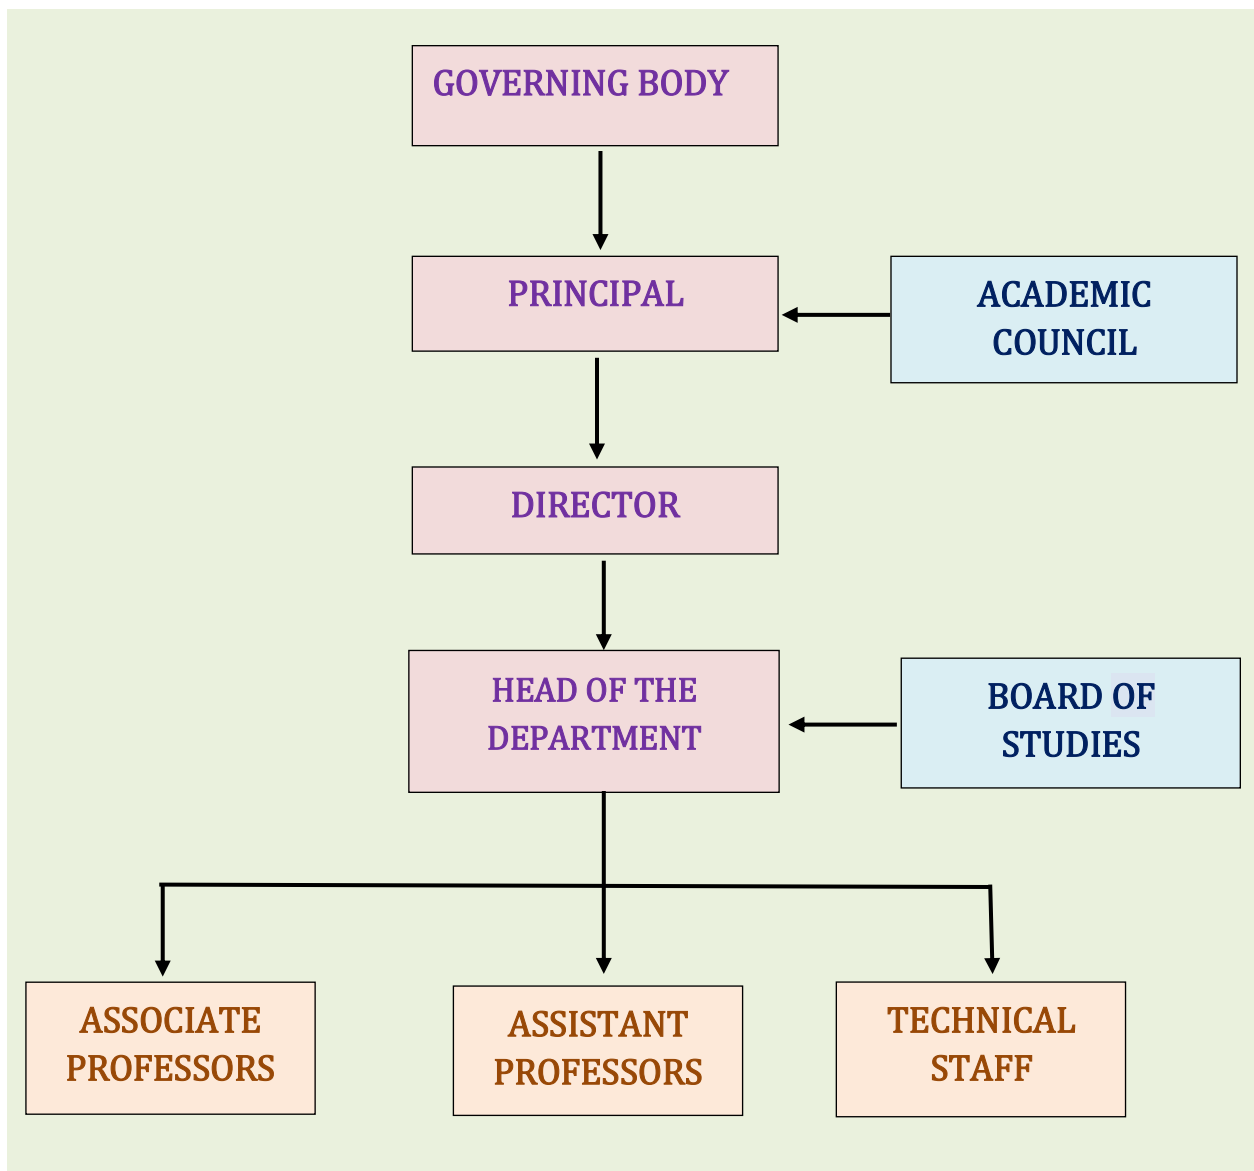 GOVERNING BODY
PRINCIPAL
ACADEMIC
COUNCIL
DIRECTOR
HEAD OF THE
DEPARTMENT
BOARD OF
STUDIES
ASSOCIATE
PROFESSORS
ASSISTANT
PROFESSORS
TECHNICAL
STAFF